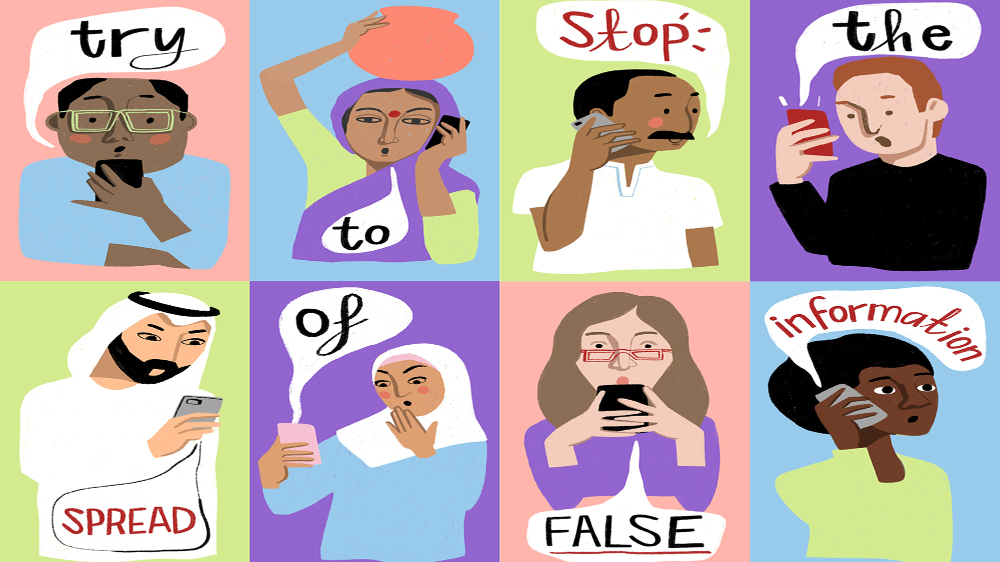 try
to
Stop
the
SPREAD
Of
FALSE
information